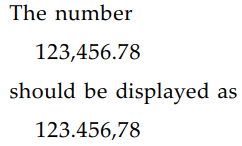 The number
123,456.78
should be displayed as
123.456,78